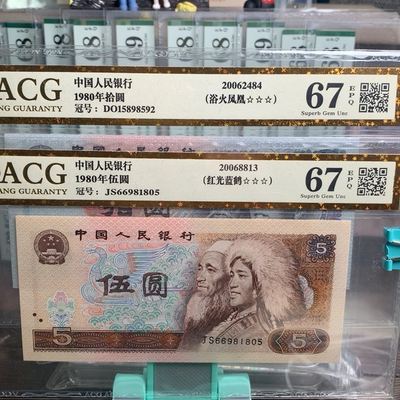 ACG
NG GUARANTY
中国人民银行
1980年拾圆
冠号：DO15898592
20062484
(浴火凤凰☆☆☆)
67 EPQ
Superb Gem Unc
ACG
NG GUARANTY
中国人民银行
1980年伍圆
冠号：JS66981805
20068813
(红光蓝鹤☆☆☆)
67 EPQ
Superb Gem Unc
中国人民银行
5
伍圆
JS66981805
5
5